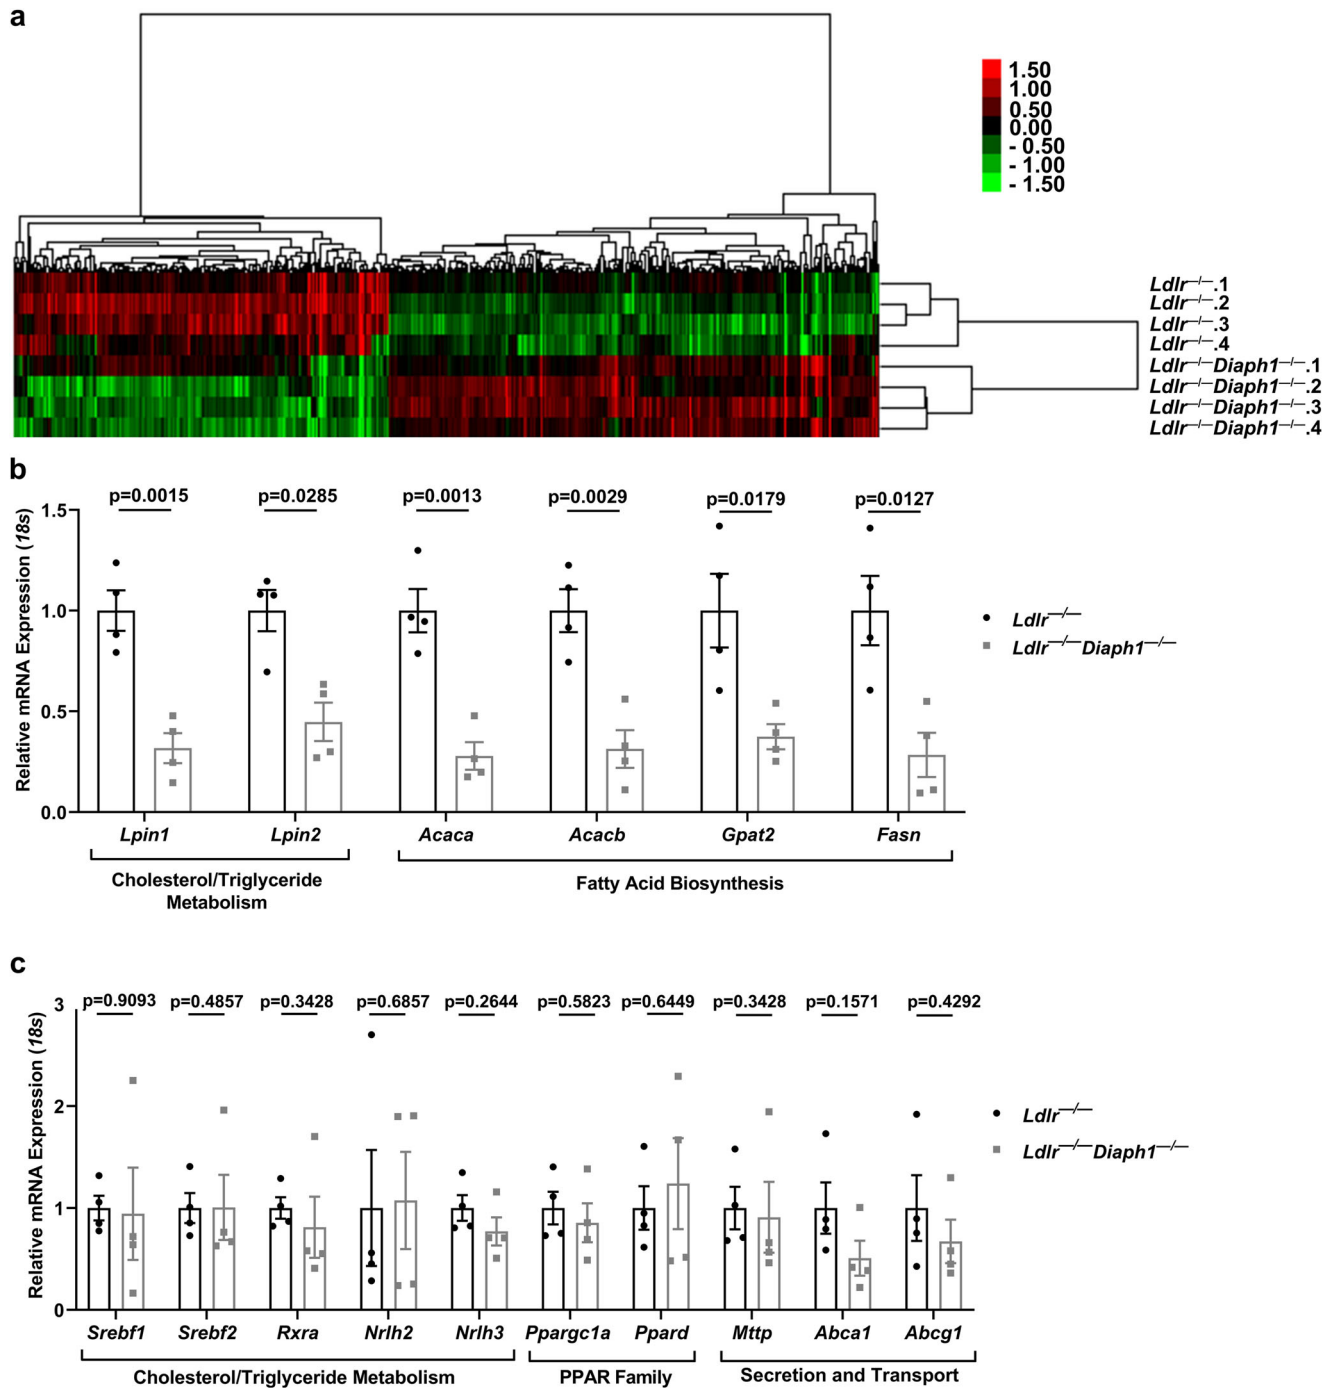 a
1.50
1.00
0.50
0.00
- 0.50
- 1.00
- 1.50
Ldlr–/–.1
Ldlr–/–.2
Ldlr–/–.3
Ldlr–/–.4
Ldlr–/–Diaph1–/–.1
Ldlr–/–Diaph1–/–.2
Ldlr–/–Diaph1–/–.3
Ldlr–/–Diaph1–/–.4
b
Relative mRNA Expression (18s)
1.5
1.0
0.5
0.0
p=0.0015 p=0.0285 p=0.0013 p=0.0029 p=0.0179 p=0.0127
Ldlr–/–
Ldlr–/–Diaph1–/–
Lpin1 Lpin2 Acaca Acacb Gpat2 Fasn
Cholesterol/Triglyceride
Metabolism
Fatty Acid Biosynthesis
c
Relative mRNA Expression (18s)
3
2
1
0
p=0.9093 p=0.4857 p=0.3428 p=0.6857 p=0.2644 p=0.5823 p=0.6449 p=0.3428 p=0.1571 p=0.4292
Ldlr–/–
Ldlr–/–Diaph1–/–
Srebf1 Srebf2 Rxra Nrlh2 Nrlh3 Ppargc1a Ppard Mttp Abca1 Abcg1
Cholesterol/Triglyceride Metabolism PPAR Family Secretion and Transport